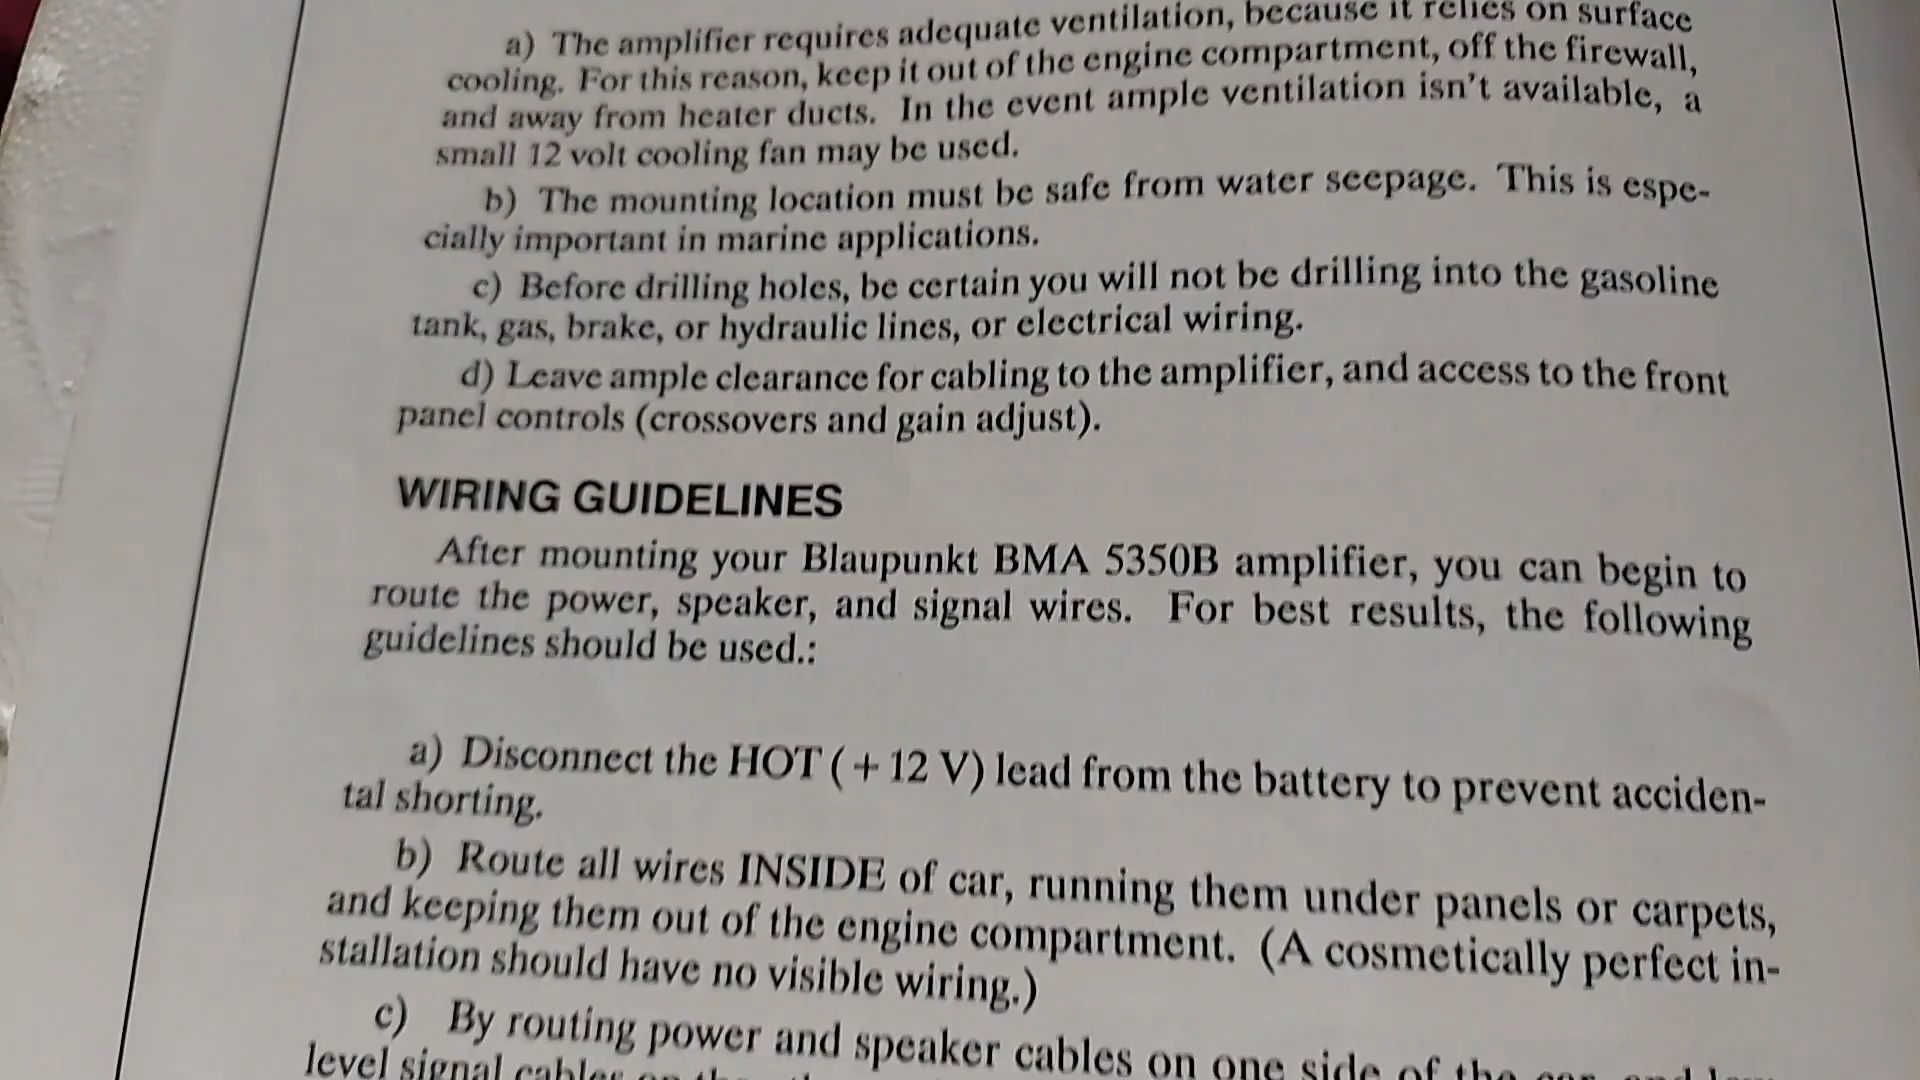 a) The amplifier requires adequate ventilation, because it relies on surface
cooling. For this reason, keep it out of the engine compartment, off the firewall,
and away from heater ducts. In the event ample ventilation isn't available, a
small 12 volt cooling fan may be used.
b) The mounting location must be safe from water seepage. This is espe-
cially important in marine applications.
c) Before drilling holes, be certain you will not be drilling into the gasoline
tank, gas, brake, or hydraulic lines, or electrical wiring.
d) Leave ample clearance for cabling to the amplifier, and access to the front
panel controls (crossovers and gain adjust).
WIRING GUIDELINES
After mounting your Blaupunkt BMA 5350B amplifier, you can begin to
route the power, speaker, and signal wires. For best results, the following
guidelines should be used.:
a) Disconnect the HOT (+12 V) lead from the battery to prevent acciden-
tal shorting.
b) Route all wires INSIDE of car, running them under panels or carpets,
and keeping them out of the engine compartment. (A cosmetically perfect in-
stallation should have no visible wiring.)
c) By routing power and speaker cables on one side of the car, and
level signal cables on the